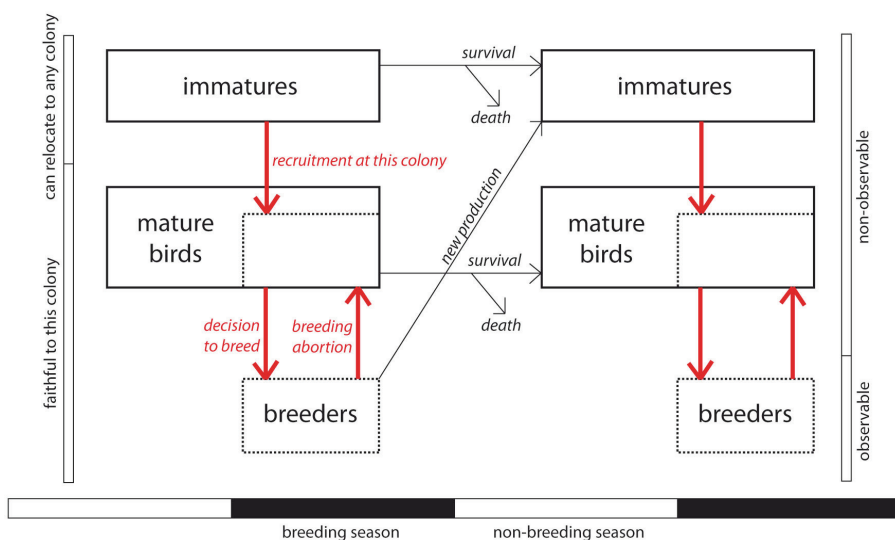 can relocate to any colony
faithful to this colony
immatures
survival
death
immatures
recruitment at this colony
mature
birds
new production
survival
death
mature
birds
decision
to breed
breeding
abortion
breeders
breeders
non-observable
observable
breeding season
non-breeding season